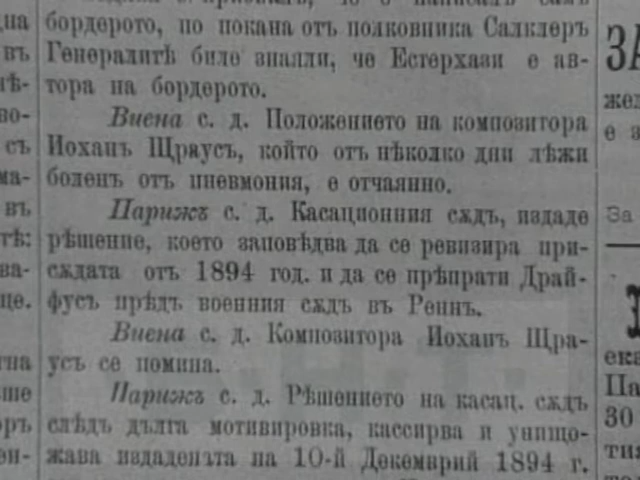 бордерото, по покана отъ полковника Салклеръ
Генералитѣ биле знаяли, че Естерхази е ав-
тора на бордерото.
Виена с. д. Положението на композитора
Иоханъ Щраусъ, който отъ нѣколко дни лѣжи
боленъ отъ пневмония, е отчаянно.
Парижъ с. д. Касационния сѫдъ, издаде
рѣшение, което заповѣдва да се ревизира при-
сѫдата отъ 1894 год. и да се прѣпрати Драй-
фусъ прѣдъ военния сѫдъ въ Реннъ.
Виена с. д. Композитора Иоханъ Щра-
усъ се помина.
Парижъ с. д. Рѣшението на касац. сѫдъ
слѣдъ дълга мотивировка, кассирва и унищо-
жава издадената на 10-й Декемврий 1894 г.
За
30